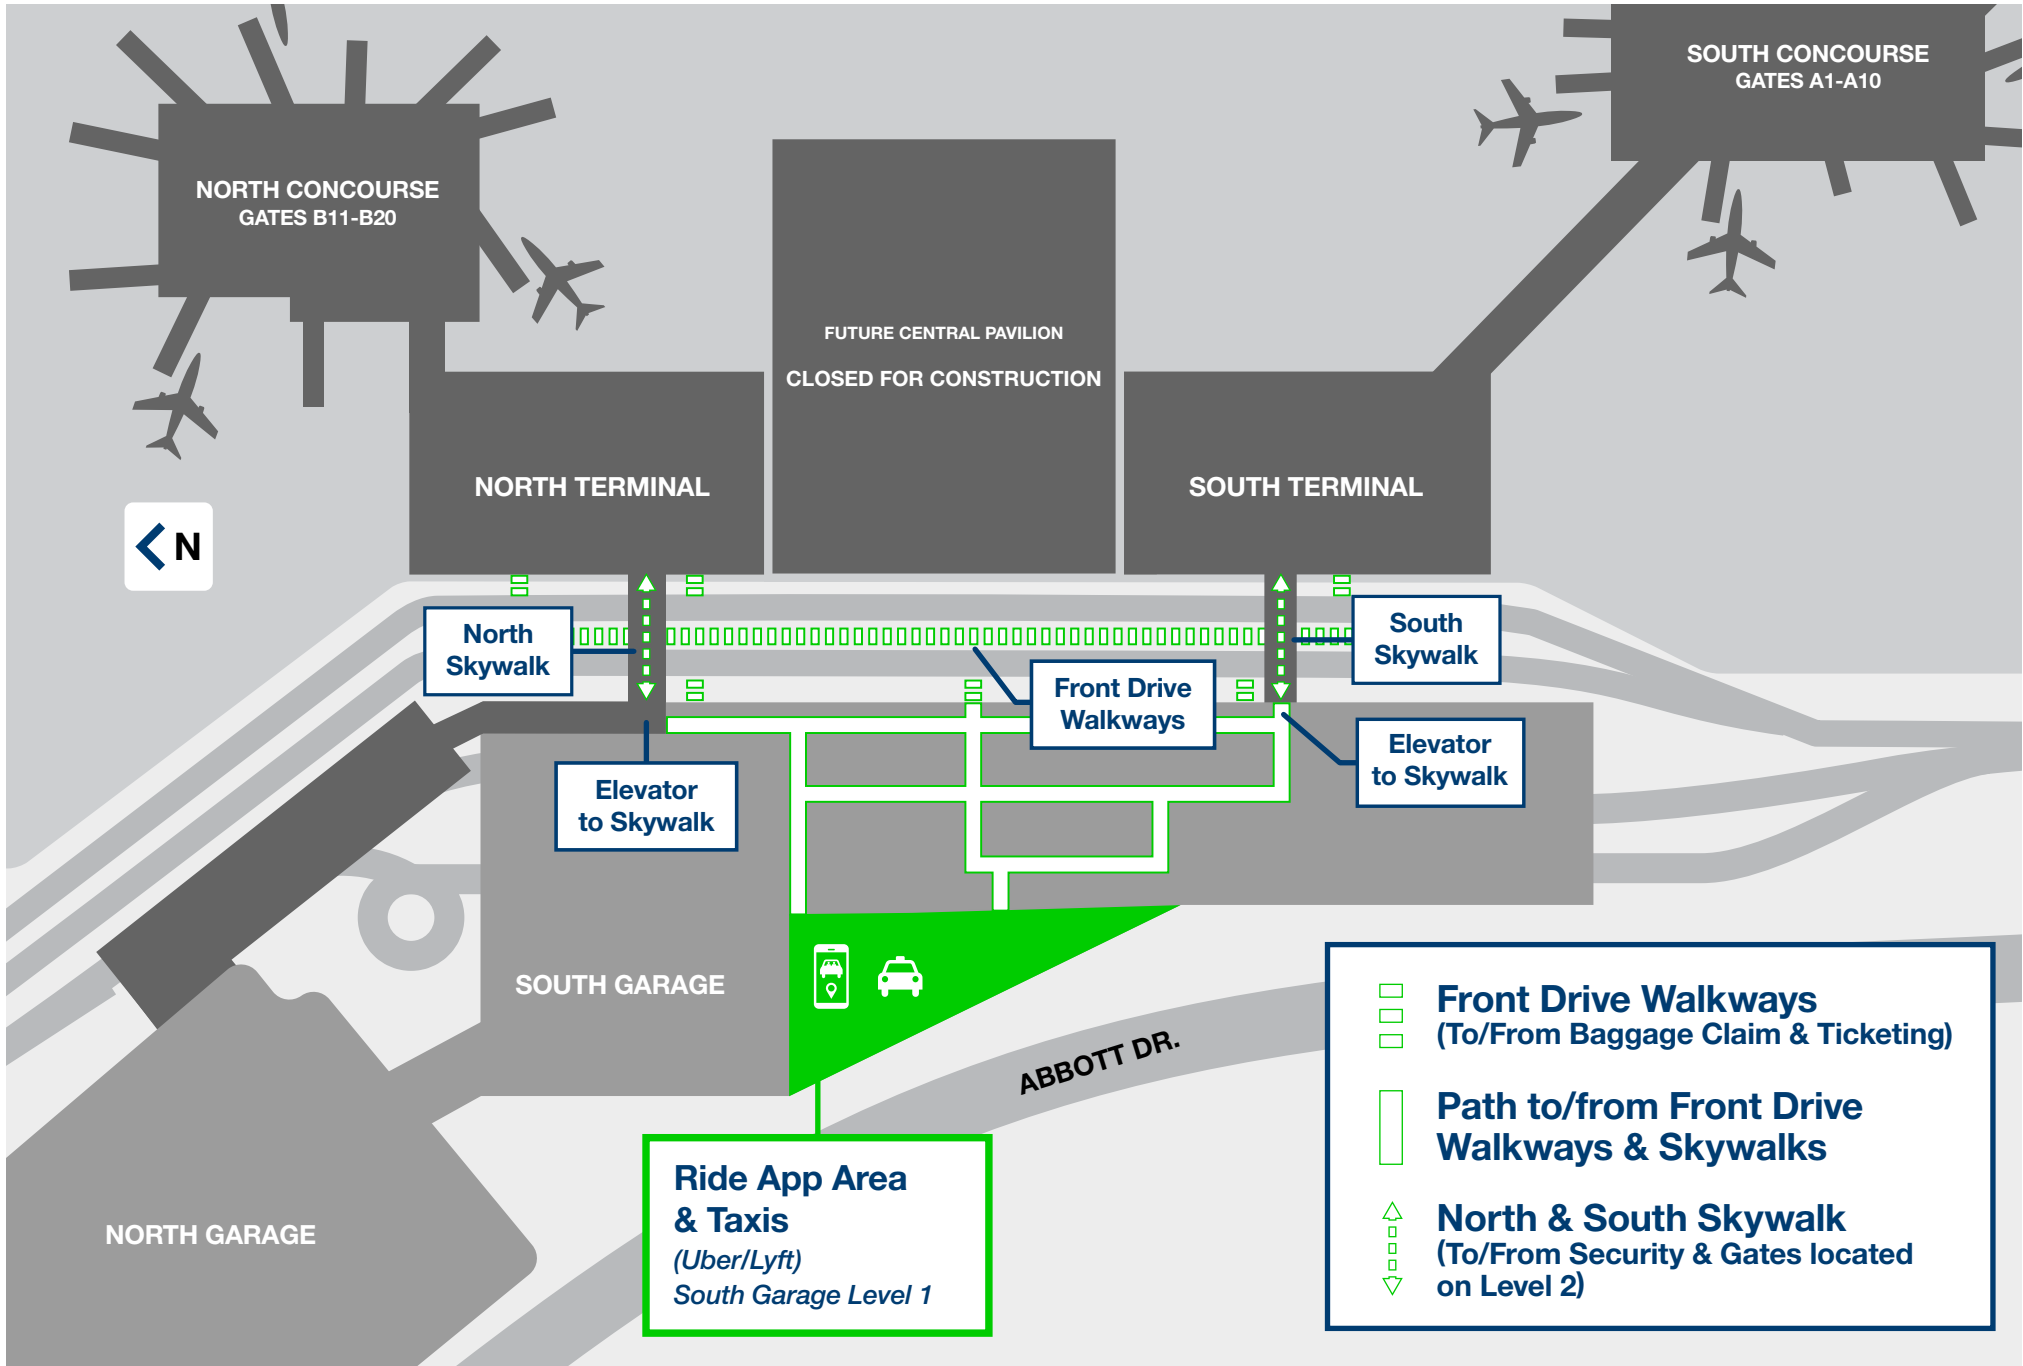 SOUTH CONCOURSE
GATES A1-A10
NORTH CONCOURSE
GATES B11-B20
FUTURE CENTRAL PAVILION
CLOSED FOR CONSTRUCTION
NORTH TERMINAL
SOUTH TERMINAL
N
North
Skywalk
South
Skywalk
Front Drive
Walkways
Elevator
to Skywalk
Elevator
to Skywalk
SOUTH GARAGE
ABBOTT DR.
NORTH GARAGE
Ride App Area
& Taxis
(Uber/Lyft)
South Garage Level 1
Front Drive Walkways
(To/From Baggage Claim & Ticketing)
Path to/from Front Drive
Walkways & Skywalks
North & South Skywalk
(To/From Security & Gates located
on Level 2)